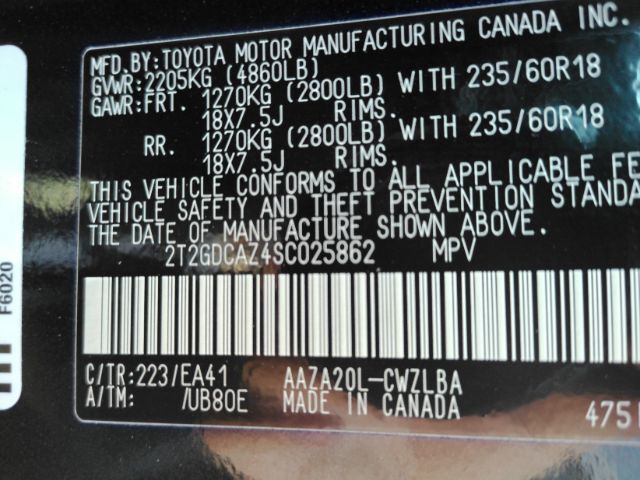 MFD. BY: TOYOTA MOTOR MANUFACTURING CANADA INC.
GVWR: 2205KG (4860LB)
GAWR: FRT. 1270KG (2800LB) WITH 235/60R18
18X7.5J RIMS.
RR. 1270KG (2800LB) WITH 235/60R18
18X7.5J RIMS.
THIS VEHICLE CONFORMS TO ALL APPLICABLE FE
VEHICLE SAFETY AND THEFT PREVENTION STANDA
THE DATE OF MANUFACTURE SHOWN ABOVE.
2T2GDCAZ4SC025862 MPV
C/TR: 223/EA41 AAZA20L-CWZLBA
A/TM: /UB80E MADE IN CANADA 4751
F6020